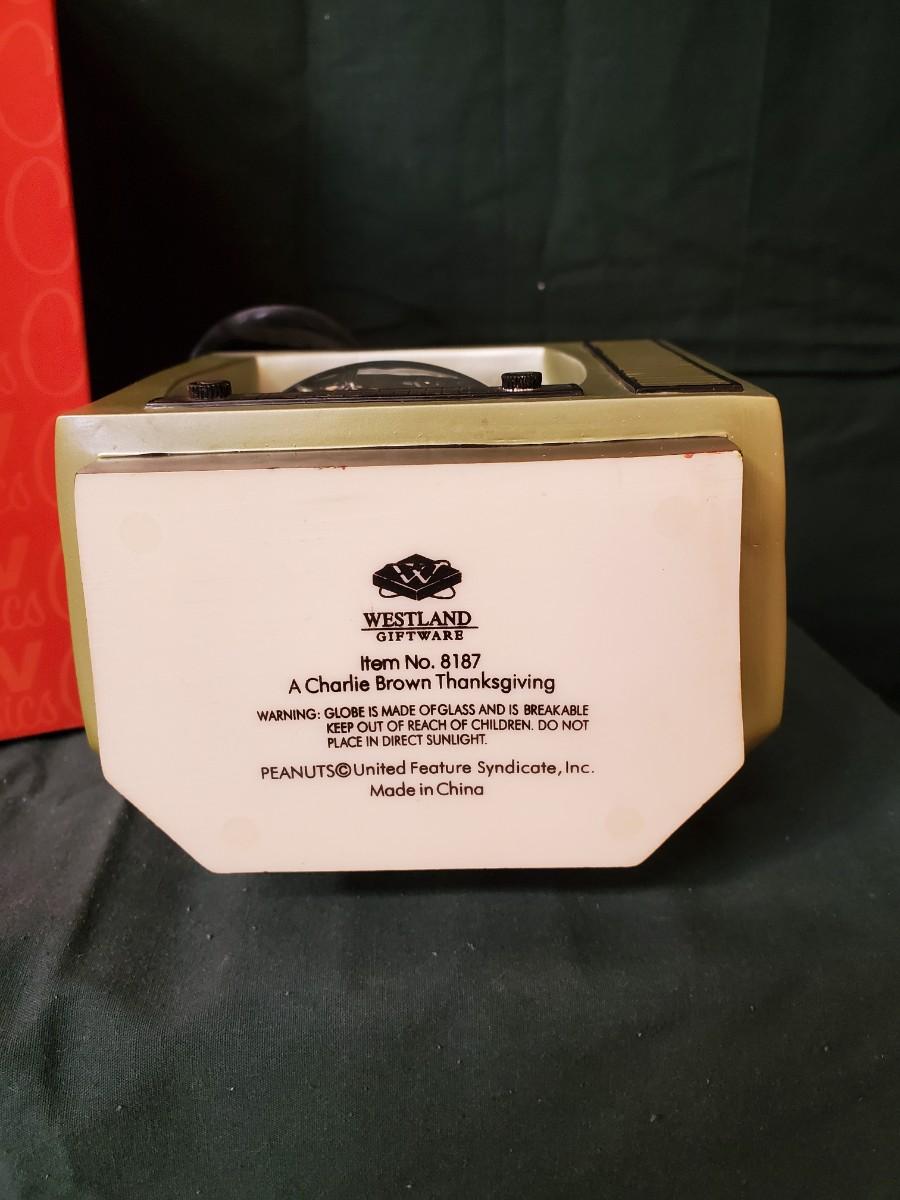 W
WESTLAND
GIFTWARE
Item No. 8187
A Charlie Brown Thanksgiving
WARNING: GLOBE IS MADE OF GLASS AND IS BREAKABLE
KEEP OUT OF REACH OF CHILDREN. DO NOT
PLACE IN DIRECT SUNLIGHT.
PEANUTS©United Feature Syndicate, Inc.
Made in China